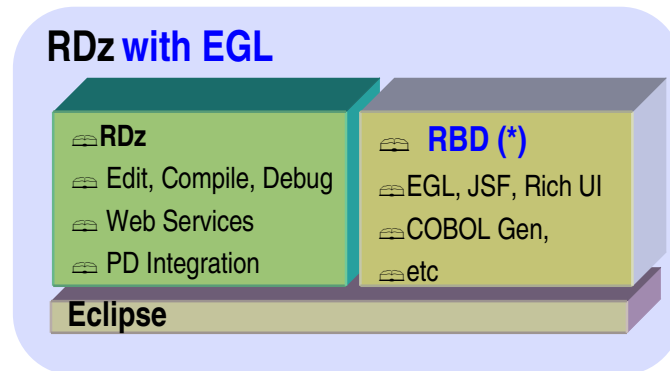 RDz with EGL
RDz
Edit, Compile, Debug
Web Services
PD Integration
RBD (*)
EGL, JSF, Rich UI
COBOL Gen,
etc
Eclipse